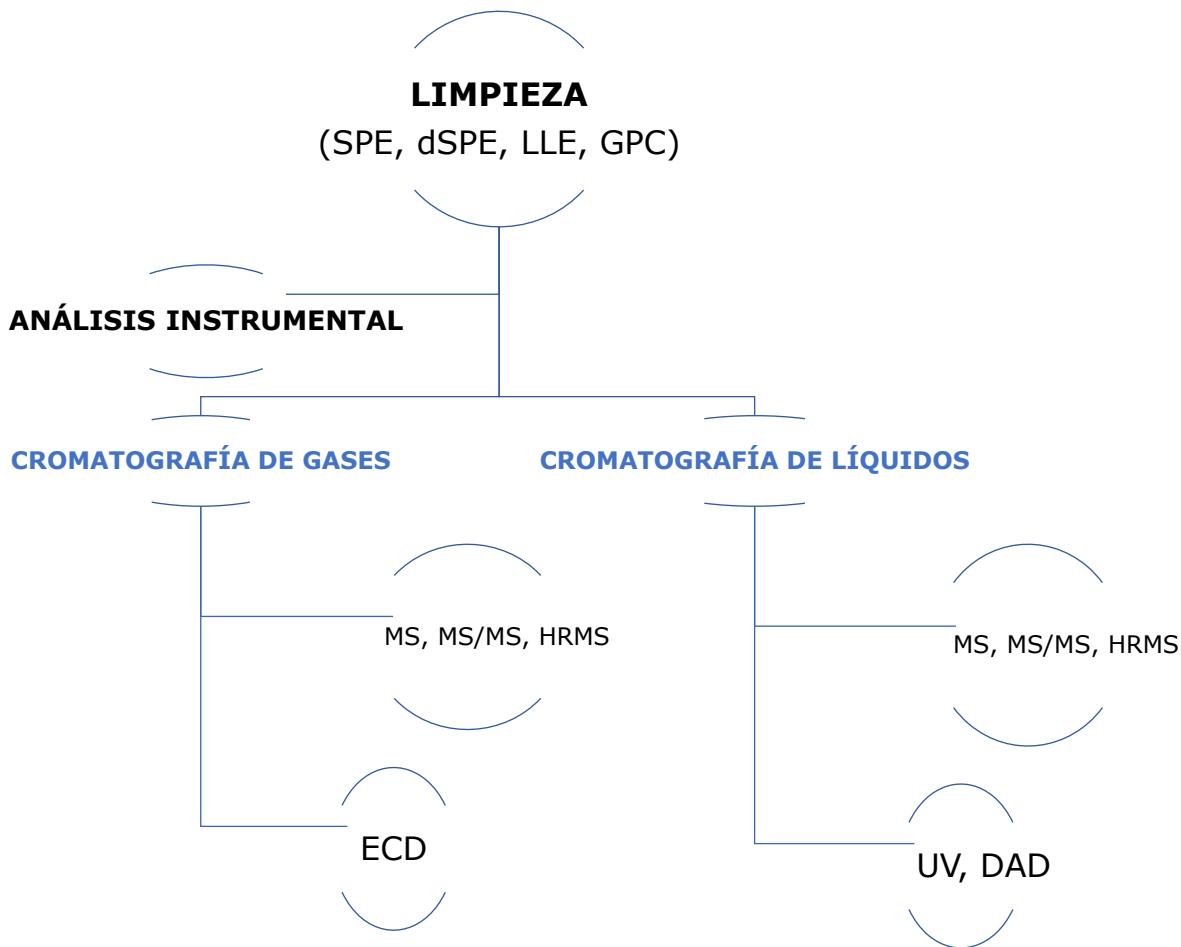 LIMPIEZA
(SPE, dSPE, LLE, GPC)
ANÁLISIS INSTRUMENTAL
CROMATOGRAFÍA DE GASES
CROMATOGRAFÍA DE LÍQUIDOS
MS, MS/MS, HRMS
MS, MS/MS, HRMS
ECD
UV, DAD